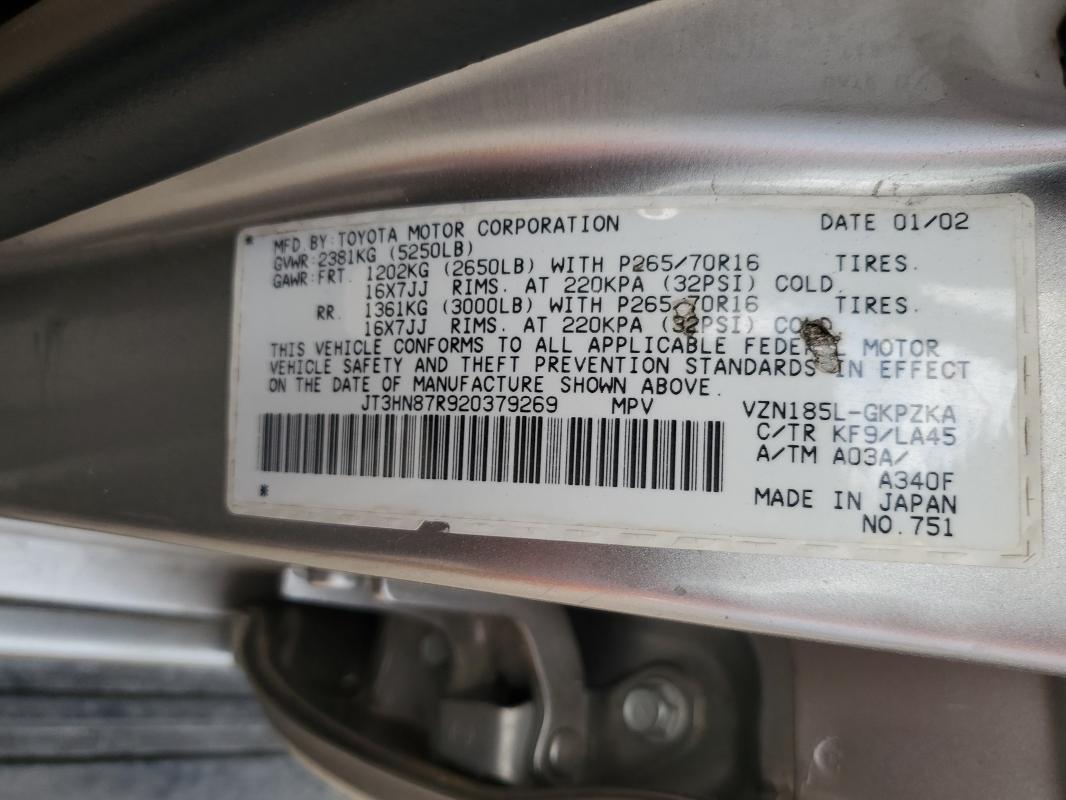 * MFD. BY: TOYOTA MOTOR CORPORATION DATE 01/02
GVWR: 2381KG (5250LB)
GAWR: FRT. 1202KG (2650LB) WITH P265/70R16 TIRES.
16X7JJ RIMS. AT 220KPA (32PSI) COLD.
RR. 1361KG (3000LB) WITH P265/70R16 TIRES.
16X7JJ RIMS. AT 220KPA (32PSI)
THIS VEHICLE CONFORMS TO ALL APPLICABLE FEDERAL MOTOR
VEHICLE SAFETY AND THEFT PREVENTION STANDARDS IN EFFECT
ON THE DATE OF MANUFACTURE SHOWN ABOVE.
JT3HN87R920379269 MPV VZN185L-GKPZKA
C/TR KF9/LA45
A/TM A03A/
A340F
* MADE IN JAPAN
NO. 751